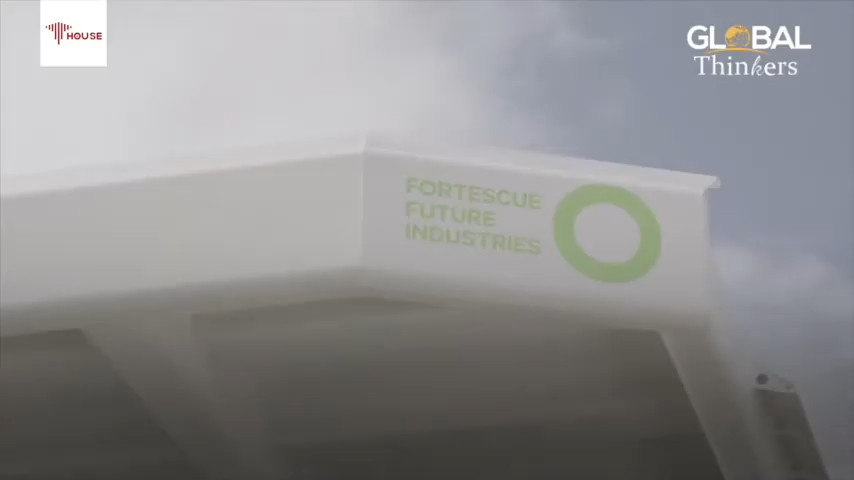 HOUSE
GLOBAL
Thinkers
FORTESCUE
FUTURE
INDUSTRIES